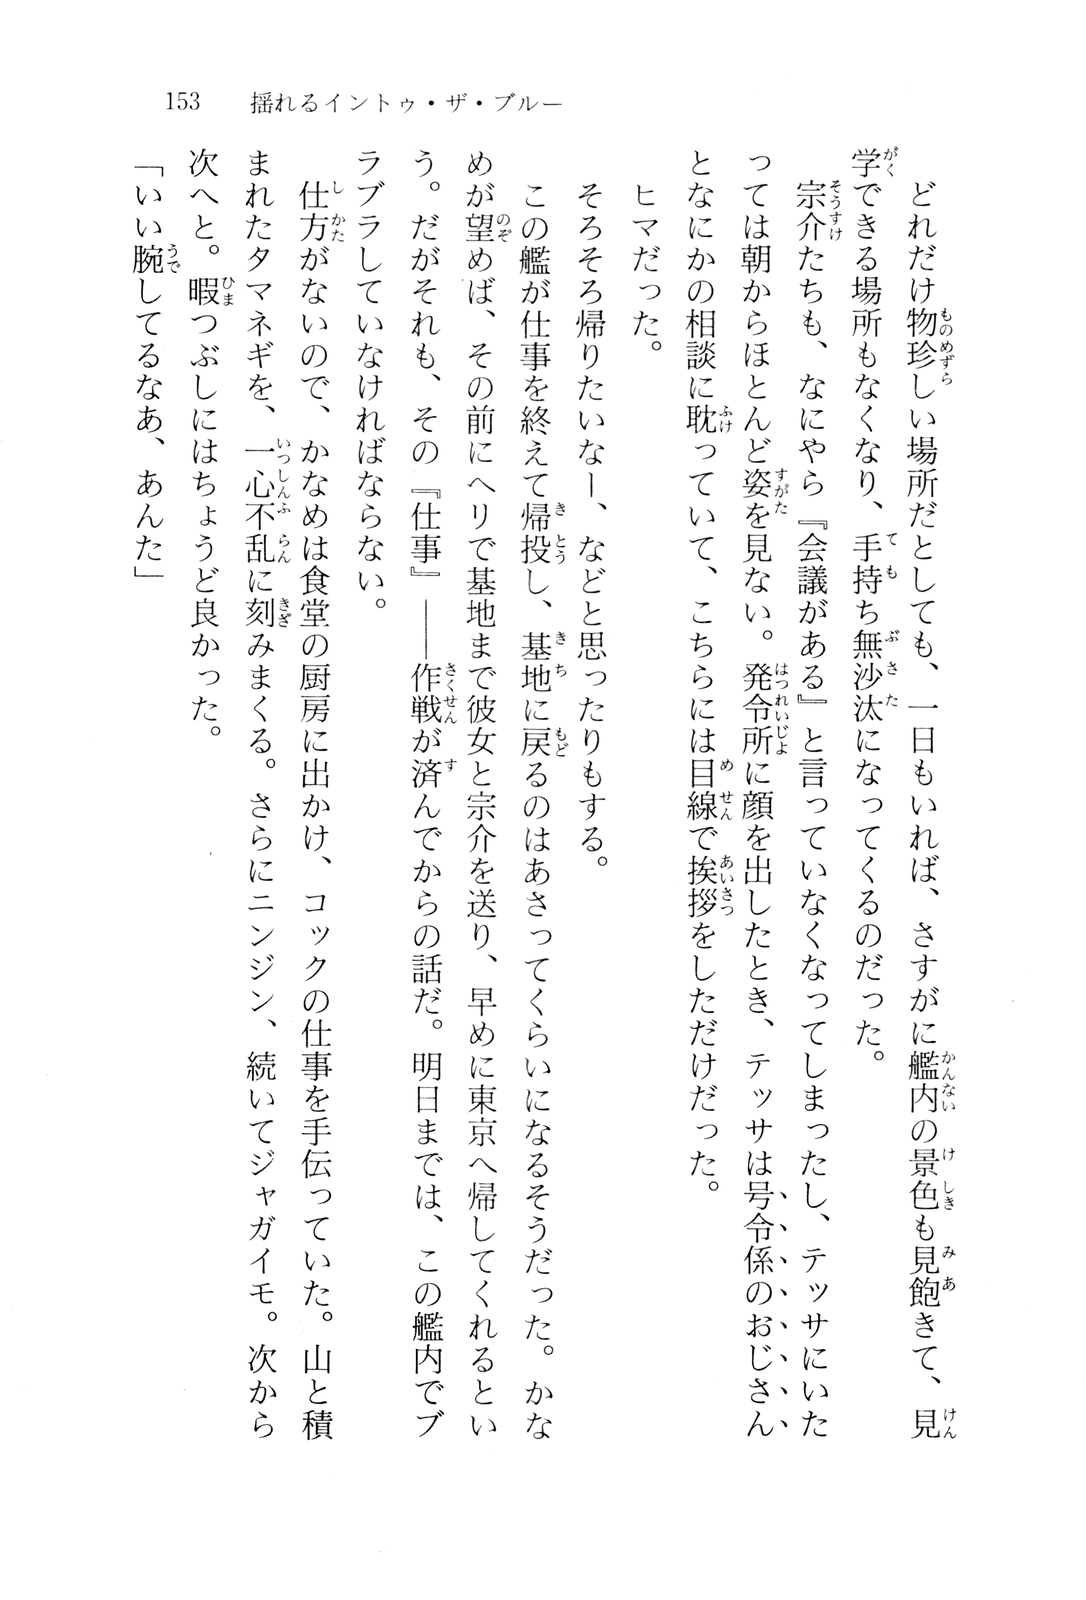 153　揺れるイントゥ・ザ・ブルー
　どれだけ物珍しい場所だとしても、一日もいれば、さすがに艦内の景色も見飽きて、見
学できる場所もなくなり、手持ち無沙汰になってくるのだった。
　宗介たちも、なにやら『会議がある』と言っていなくなってしまったし、テッサにいた
っては朝からほとんど姿を見ない。発令所に顔を出したとき、テッサは号令係のおじさん
となにかの相談に耽っていて、こちらには目線で挨拶をしただけだった。
　ヒマだった。
　そろそろ帰りたいなー、などと思ったりもする。
　この艦が仕事を終えて帰投し、基地に戻るのはあさってくらいになるそうだった。かな
めが望めば、その前にヘリで基地まで彼女と宗介を送り、早めに東京へ帰してくれるとい
う。だがそれも、その『仕事』——作戦が済んでからの話だ。明日までは、この艦内でブ
ラブラしていなければならない。
　仕方がないので、かなめは食堂の厨房に出かけ、コックの仕事を手伝っていた。山と積
まれたタマネギを、一心不乱に刻みまくる。さらにニンジン、続いてジャガイモ。次から
次へと。暇つぶしにはちょうど良かった。
「いい腕してるなあ、あんた」